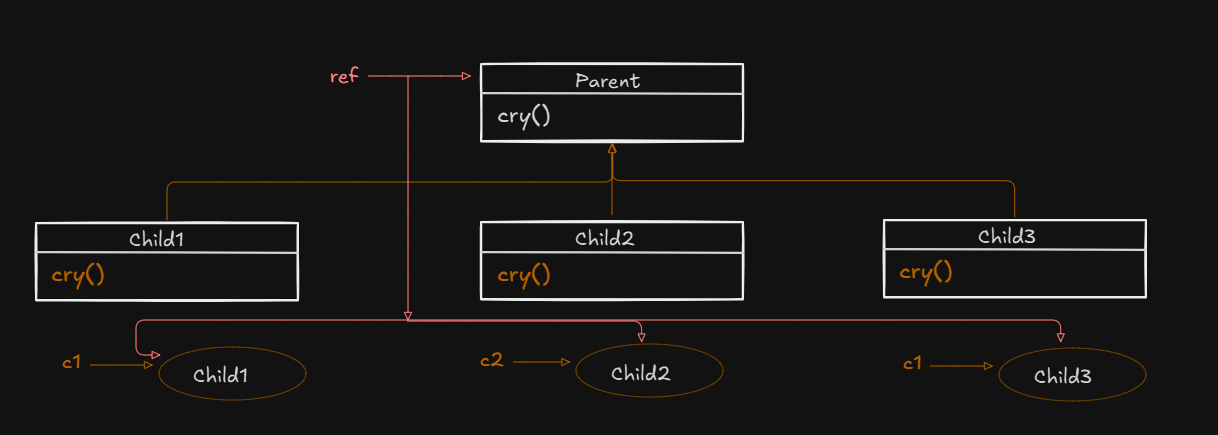 ref
Parent
cry()
Child1
Child2
Child3
cry()
cry()
cry()
c1
Child1
c2
Child2
c1
Child3